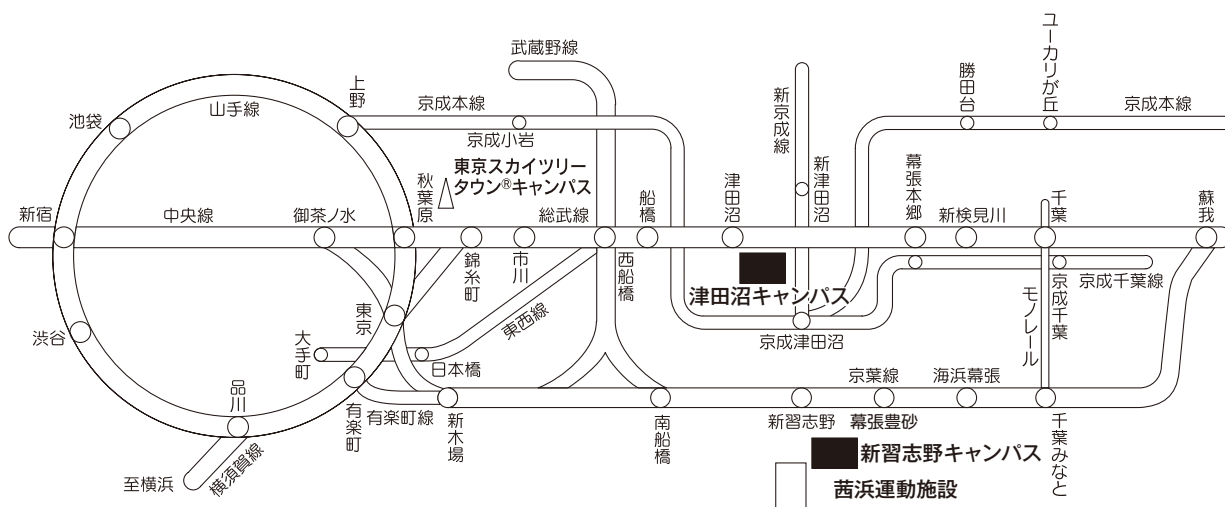 武蔵野線
ユーカリが丘
上野
京成本線
新京成線
勝田台
京成本線
池袋
山手線
京成小岩
東京スカイツリー
タウン®キャンパス
秋葉原
新津田沼
幕張本郷
新宿
中央線
御茶ノ水
総武線
船橋
津田沼
新検見川
千葉
蘇我
錦糸町
市川
西船橋
津田沼キャンパス
京成千葉
京成千葉線
モノレール
東京
東西線
渋谷
大手町
日本橋
京成津田沼
品川
有楽町
有楽町線
新木場
南船橋
新習志野
京葉線
幕張豊砂
海浜幕張
千葉みなと
至横浜
横須賀線
新習志野キャンパス
茜浜運動施設